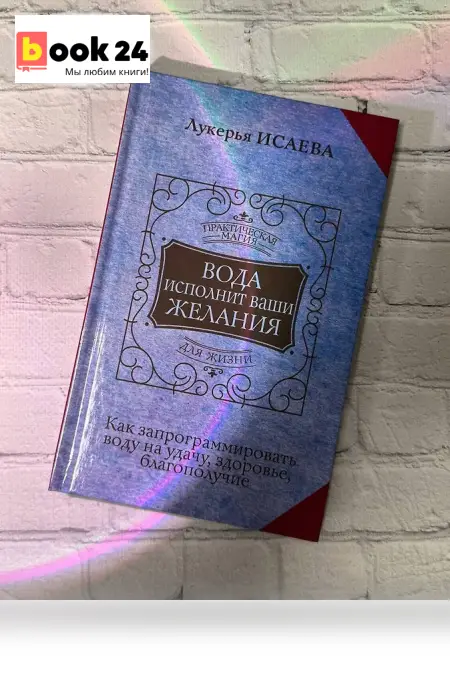 book 24
Мы любим книги!
Лукерья ИСАЕВА
ПРАКТИЧЕСКАЯ
МАГИЯ
ВОДА
ИСПОЛНИТ ВАШИ
ЖЕЛАНИЯ
ДЛЯ ЖИЗНИ
Как запрограммировать
воду на удачу, здоровье,
благополучие